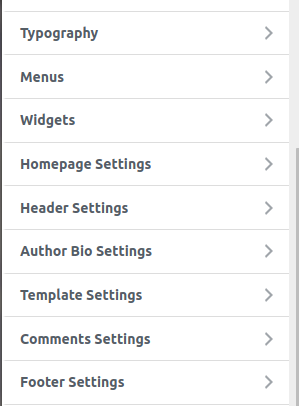 Typography
Menus
Widgets
Homepage Settings
Header Settings
Author Bio Settings
Template Settings
Comments Settings
Footer Settings